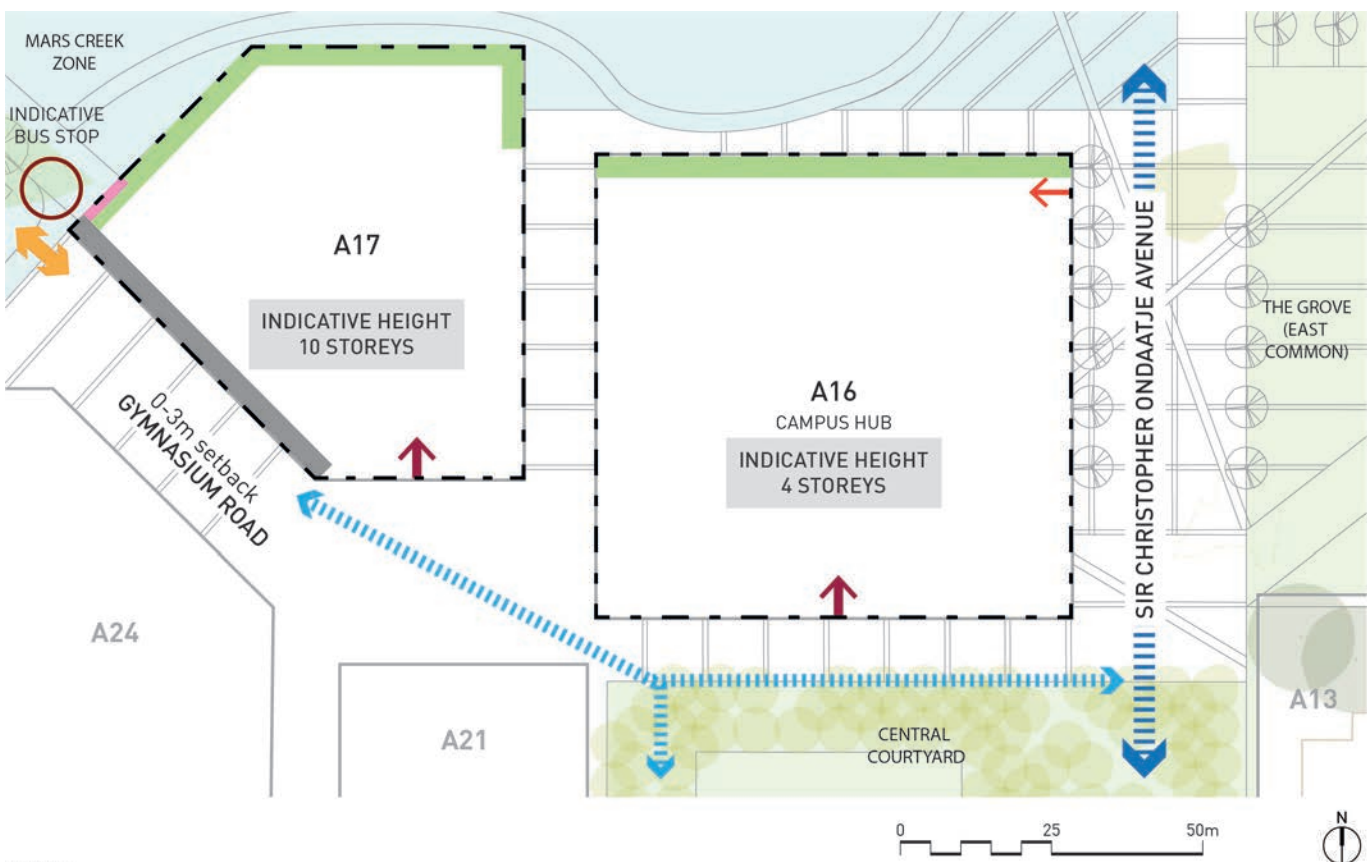 MARS CREEK
ZONE
INDICATIVE
BUS STOP
A17
INDICATIVE HEIGHT
10 STOREYS
A16
CAMPUS HUB
INDICATIVE HEIGHT
4 STOREYS
SIR CHRISTOPHER ONDAATJE AVENUE
THE GROVE
(EAST
COMMON)
0-3m setback
GYMNASIUM ROAD
A24
A21
CENTRAL
COURTYARD
A13
0 25 50m
N